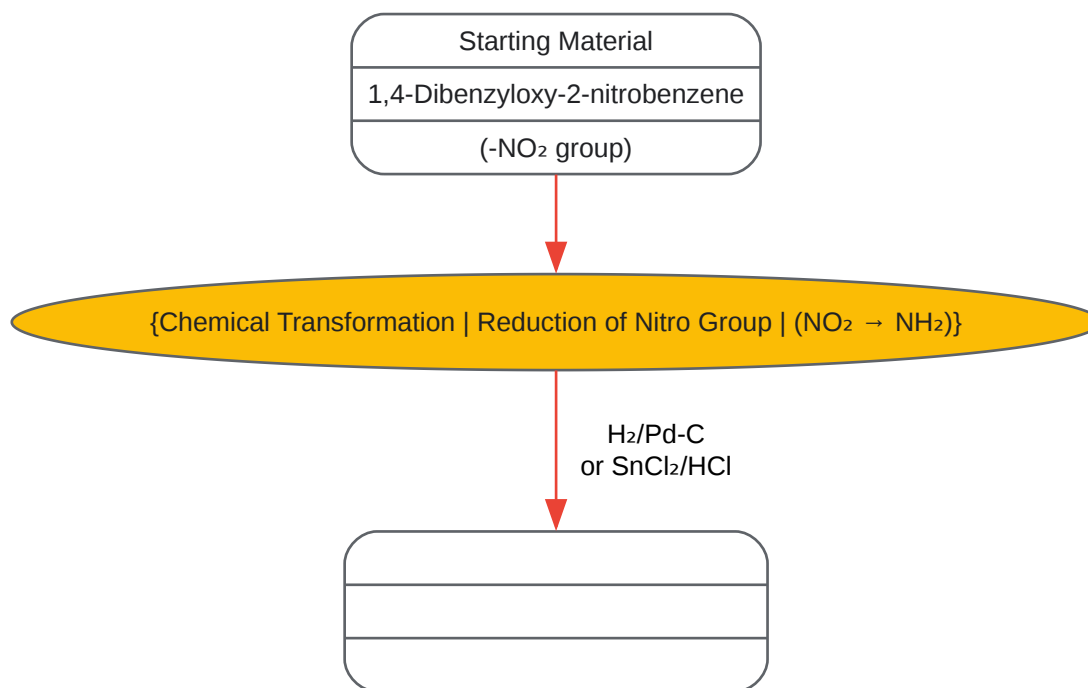 Starting Material
1,4-Dibenzyloxy-2-nitrobenzene
(-NO₂ group)
{Chemical Transformation | Reduction of Nitro Group | (NO₂ → NH₂)}
H₂/Pd-C
or SnCl₂/HCl